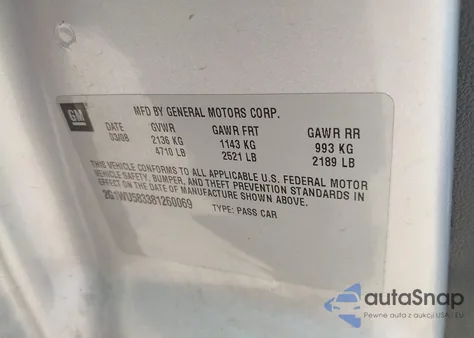 GM
MFD BY GENERAL MOTORS CORP.
DATE GVWR GAWR FRT GAWR RR
03/08 2136 KG 1143 KG 993 KG
4710 LB 2521 LB 2189 LB
THIS VEHICLE CONFORMS TO ALL APPLICABLE U.S. FEDERAL MOTOR
VEHICLE SAFETY, BUMPER, AND THEFT PREVENTION STANDARDS IN
EFFECT ON THE DATE OF MANUFACTURE SHOWN ABOVE.
2G1WU583381260069 TYPE: PASS CAR
autoSnap
Pewne auta z aukcji USA i EU